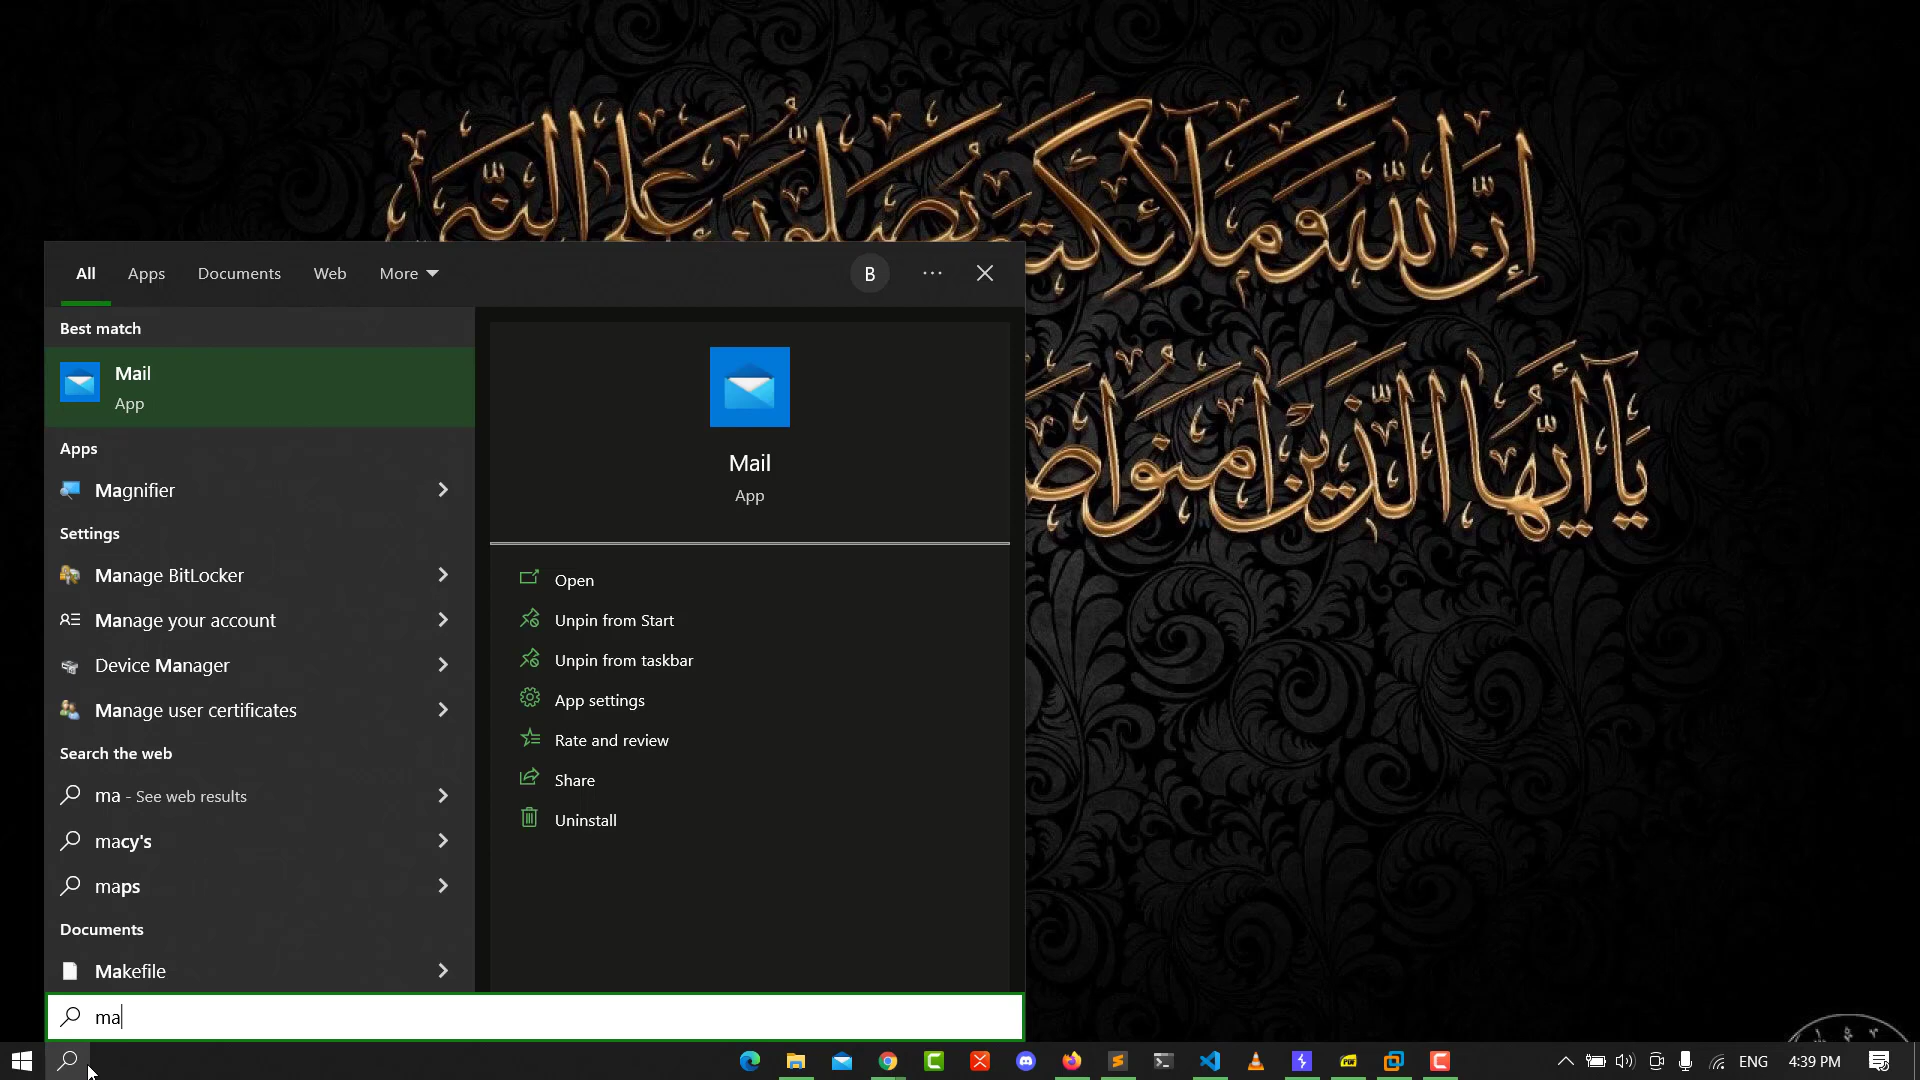 إن الله وملائكته يصلون على النبي
All Apps Documents Web More B
Best match
Mail
App
Apps
Magnifier
Settings
Manage BitLocker
Manage your account
Device Manager
Manage user certificates
Search the web
ma - See web results
macy's
maps
Documents
Makefile
ma
Mail
App
Open
Unpin from Start
Unpin from taskbar
App settings
Rate and review
Share
Uninstall
يا أيها الذين آمنوا
ENG 4:39 PM